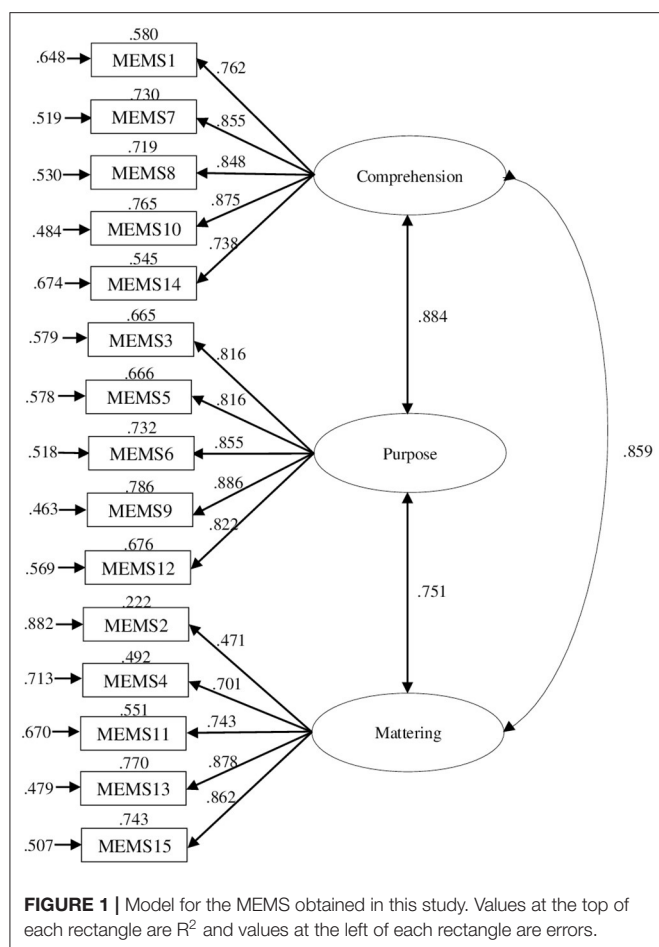 .580
.648 MEMS1 .762
.730
.519 MEMS7 .855
.719
.530 MEMS8 .848
.765
.484 MEMS10 .875
.545
.674 MEMS14 .738
Comprehension
.884
.665
.579 MEMS3 .816
.666
.578 MEMS5 .816
.732
.518 MEMS6 .855
.786
.463 MEMS9 .886
.676
.569 MEMS12 .822
Purpose
.859
.751
.222
.882 MEMS2 .471
.492
.713 MEMS4 .701
.551
.670 MEMS11 .743
.770
.479 MEMS13 .878
.743
.507 MEMS15 .862
Mattering
FIGURE 1 | Model for the MEMS obtained in this study. Values at the top of
each rectangle are R² and values at the left of each rectangle are errors.